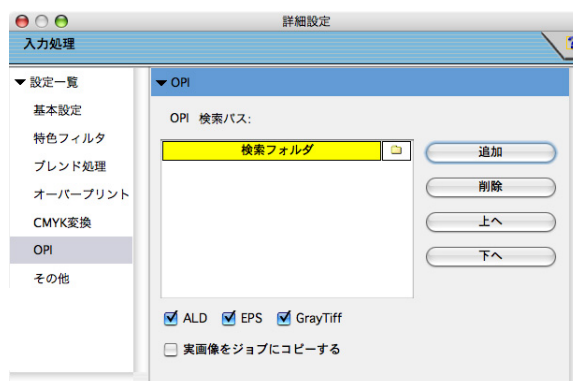 詳細設定
入力処理
▼設定一覧
基本設定
特色フィルタ
ブレンド処理
オーバープリント
CMYK変換
OPI
その他
▼ OPI
OPI 検索パス:
検索フォルダ
追加
削除
上へ
下へ
ALD EPS GrayTiff
実画像をジョブにコピーする